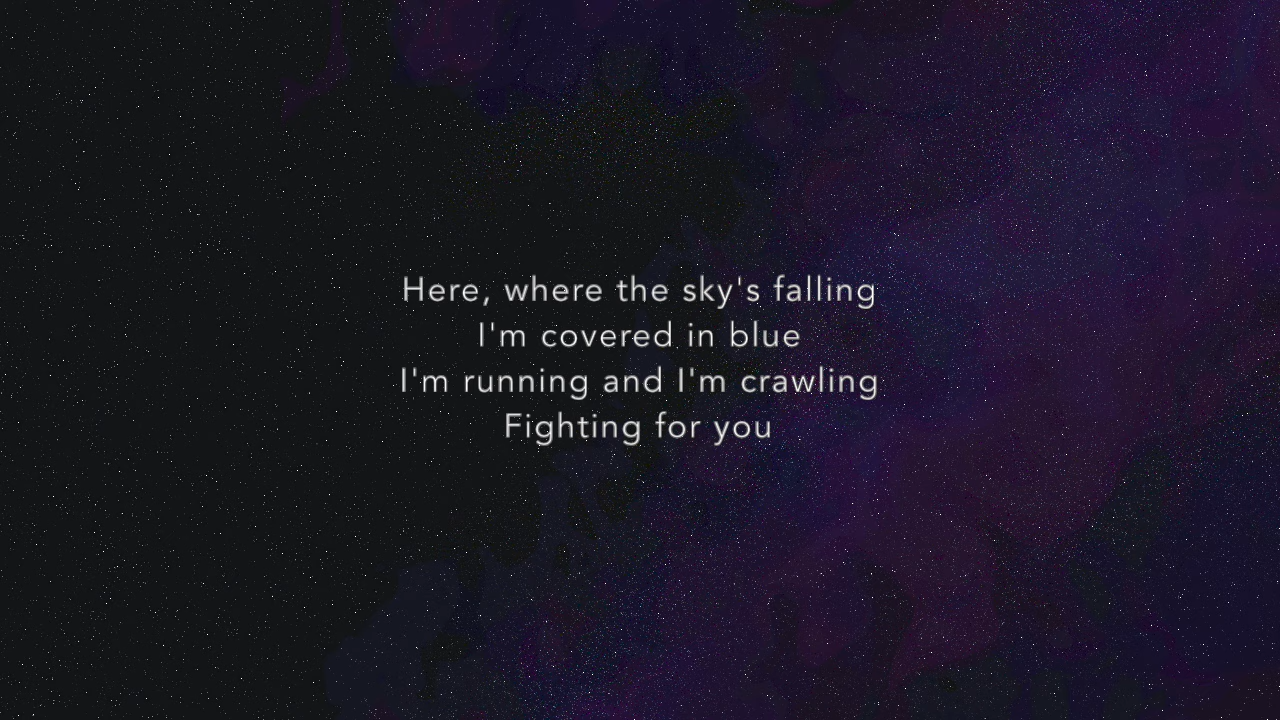 Here, where the sky's falling
I'm covered in blue
I'm running and I'm crawling
Fighting for you